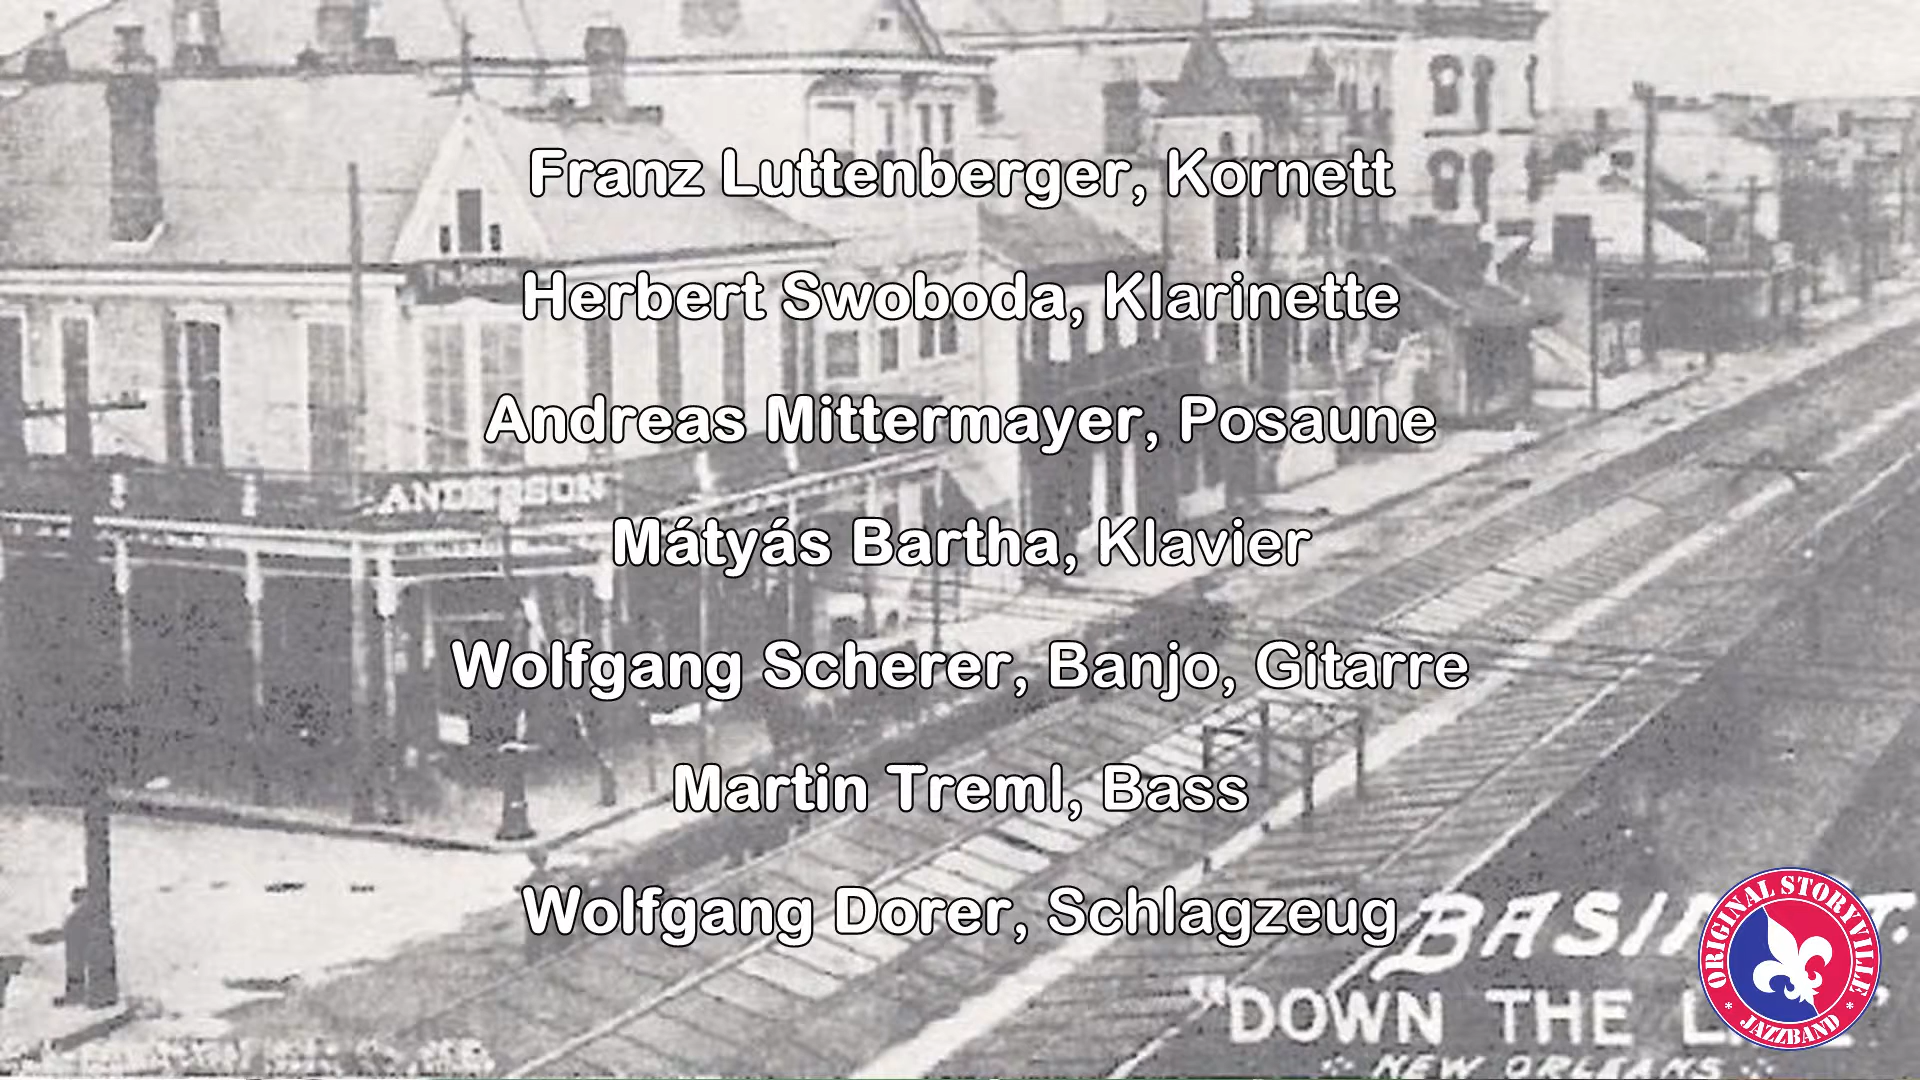 Franz Luttenberger, Kornett
Herbert Swoboda, Klarinette
Andreas Mittermayer, Posaune
ANDERSON
Mátyás Bartha, Klavier
Wolfgang Scherer, Banjo, Gitarre
Martin Treml, Bass
Wolfgang Dorer, Schlagzeug
BASIN
"DOWN THE
NEW ORLEANS
ORIGINAL STORYVILLE
* JAZZBAND *